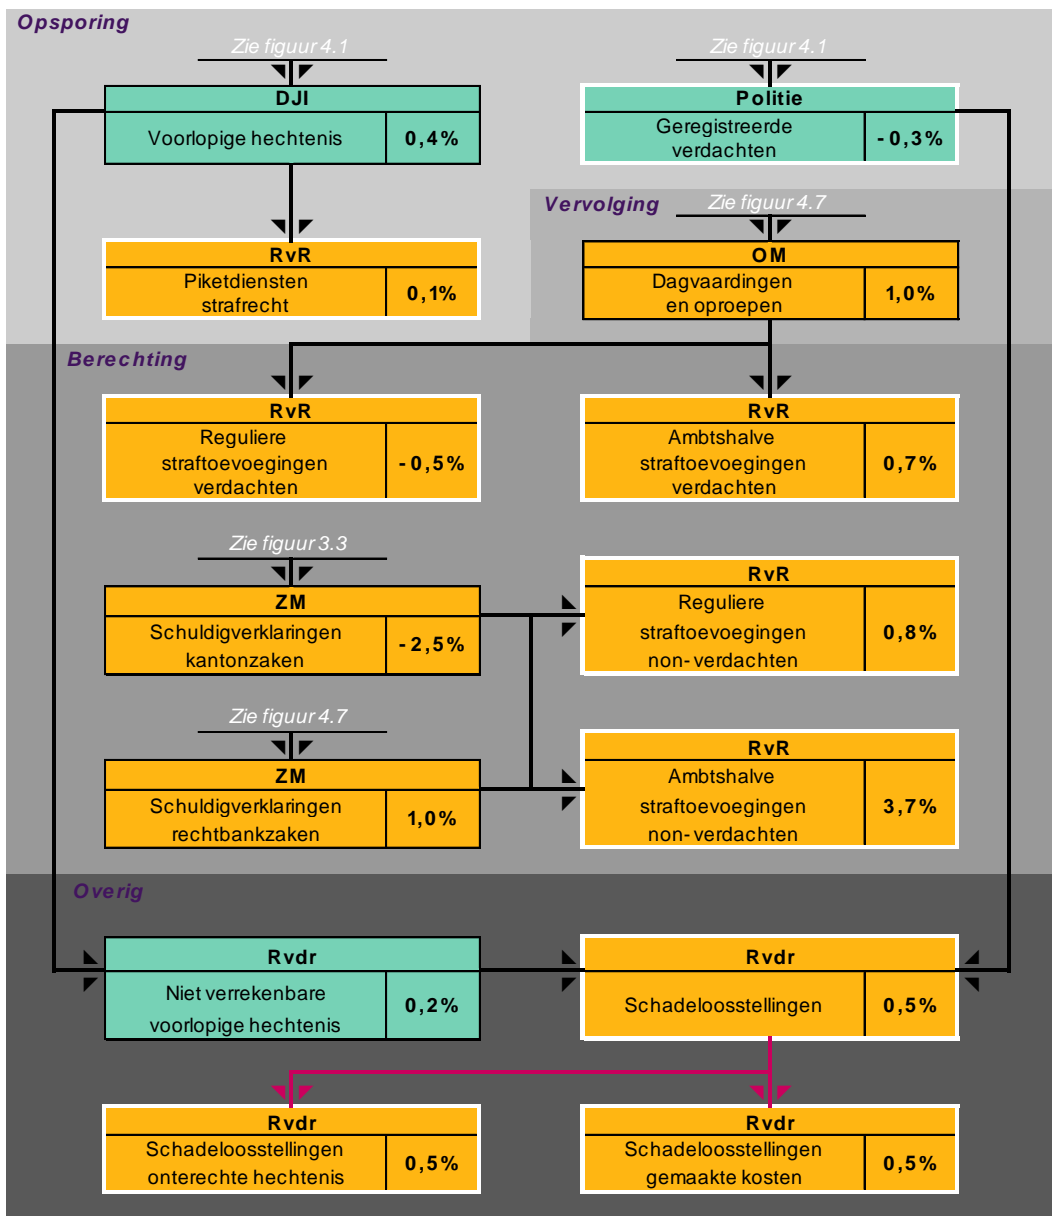 Opsporing
Zie figuur 4.1
Zie figuur 4.1
DJI
Voorlopige hechtenis
0,4%
Politie
Geregistreerde
verdachten
-0,3%
Vervolging
Zie figuur 4.7
RvR
Piketdiensten
strafrecht
0,1%
OM
Dagvaardingen
en oproepen
1,0%
Berechting
RvR
Reguliere
straftoevoegingen
verdachten
-0,5%
RvR
Ambtshalve
straftoevoegingen
verdachten
0,7%
Zie figuur 3.3
ZM
Schuldigverklaringen
kantonzaken
-2,5%
RvR
Reguliere
straftoevoegingen
non-verdachten
0,8%
Zie figuur 4.7
ZM
Schuldigverklaringen
rechtbankzaken
1,0%
RvR
Ambtshalve
straftoevoegingen
non-verdachten
3,7%
Overig
Rvdr
Niet verrekenbare
voorlopige hechtenis
0,2%
Rvdr
Schadeloosstellingen
0,5%
Rvdr
Schadeloosstellingen
onterechte hechtenis
0,5%
Rvdr
Schadeloosstellingen
gemaakte kosten
0,5%